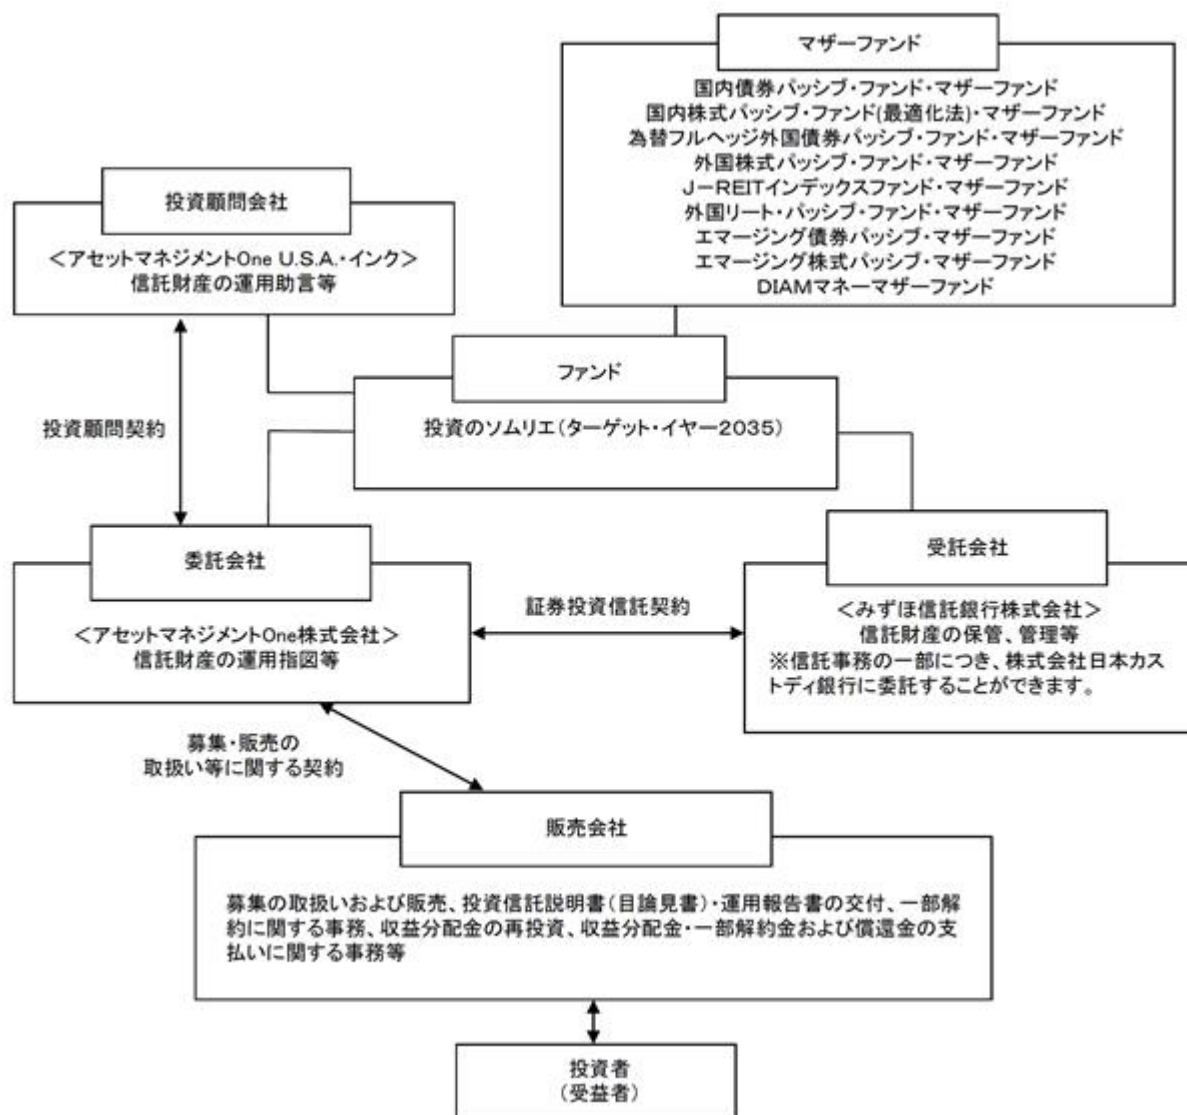 マザーファンド
国内債券パッシブ・ファンド・マザーファンド
国内株式パッシブ・ファンド(最適化法)・マザーファンド
為替フルヘッジ外国債券パッシブ・ファンド・マザーファンド
外国株式パッシブ・ファンド・マザーファンド
J－REITインデックスファンド・マザーファンド
外国リート・パッシブ・ファンド・マザーファンド
エマージング債券パッシブ・マザーファンド
エマージング株式パッシブ・マザーファンド
DIAMマネーマザーファンド
投資顧問会社
＜アセットマネジメントOne U.S.A.・インク＞
信託財産の運用助言等
ファンド
投資のソムリエ（ターゲット・イヤー2035）
投資顧問契約
委託会社
＜アセットマネジメントOne株式会社＞
信託財産の運用指図等
証券投資信託契約
受託会社
＜みずほ信託銀行株式会社＞
信託財産の保管、管理等
※信託事務の一部につき、株式会社日本カス
トディ銀行に委託することができます。
募集・販売の
取扱い等に関する契約
販売会社
募集の取扱いおよび販売、投資信託説明書（目論見書）・運用報告書の交付、一部解
約に関する事務、収益分配金の再投資、収益分配金・一部解約金および償還金の支
払いに関する事務等
投資者
（受益者）